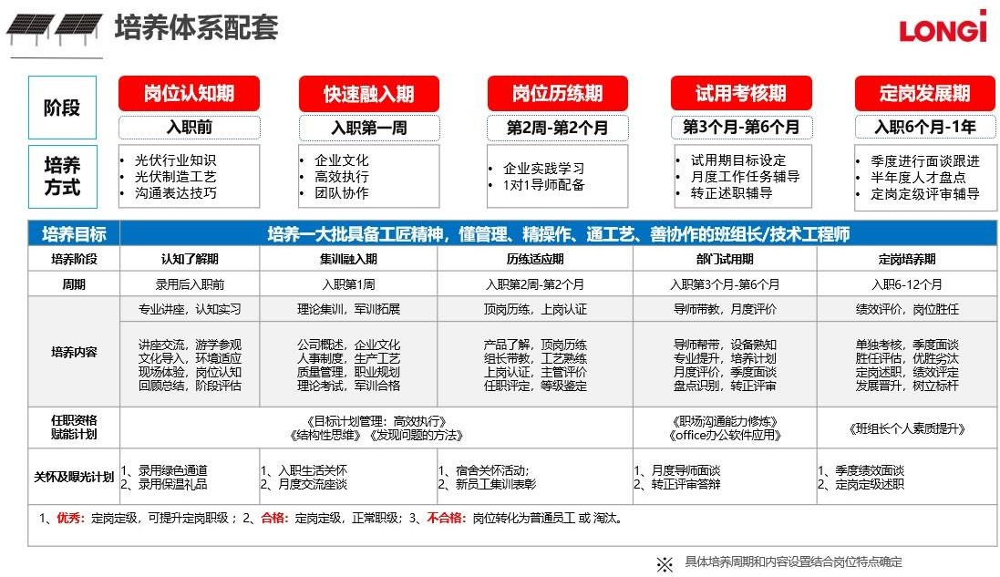 培养体系配套
LONGi
阶段
岗位认知期
快速融入期
岗位历练期
试用考核期
定岗发展期
入职前
入职第一周
第2周-第2个月
第3个月-第6个月
入职6个月-1年
培养
方式
• 光伏行业知识
• 光伏制造工艺
• 沟通表达技巧
• 企业文化
• 高效执行
• 团队协作
• 企业实践学习
• 1对1导师配备
• 试用期目标设定
• 月度工作任务辅导
• 转正述职辅导
• 季度进行面谈跟进
• 半年度人才盘点
• 定岗定级评审辅导
培养目标
培养一大批具备工匠精神，懂管理、精操作、通工艺、善协作的班组长/技术工程师
培养阶段
认知了解期
集训融入期
历练适应期
部门试用期
定岗培养期
周期
录用后入职前
入职第1周
入职第2周-第2个月
入职第3个月-第6个月
入职6-12个月
培养内容
专业讲座，认知实习
理论集训，军训拓展
顶岗历练，上岗认证
导师带教，月度评价
绩效评价，岗位胜任
讲座交流，游学参观
文化导入，环境适应
现场体验，岗位认知
回顾总结，阶段评估
公司概述，企业文化
人事制度，生产工艺
质量管理，职业规划
理论考试，军训合格
产品了解，顶岗历练
组长带教，工艺熟练
上岗认证，主管评价
任职评定，等级鉴定
导师帮带，设备熟知
专业提升，培养计划
月度评价，季度面谈
盘点识别，转正评审
单独考核，季度面谈
胜任评估，优胜劣汰
定岗述职，绩效评定
发展晋升，树立标杆
任职资格
赋能计划
《目标计划管理：高效执行》
《结构性思维》《发现问题的方法》
《职场沟通能力修炼》
《office办公软件应用》
《班组长个人素质提升》
关怀及曝光计划
1、录用绿色通道
2、录用保温礼品
1、入职生活关怀
2、月度交流座谈
1、宿舍关怀活动；
2、新员工集训表彰
1、月度导师面谈
2、转正评审答辩
1、季度绩效面谈
2、定岗定级述职
1、优秀：定岗定级，可提升定岗职级；2、合格：定岗定级，正常职级；3、不合格：岗位转化为普通员工 或 淘汰。
※ 具体培养周期和内容设置结合岗位特点确定